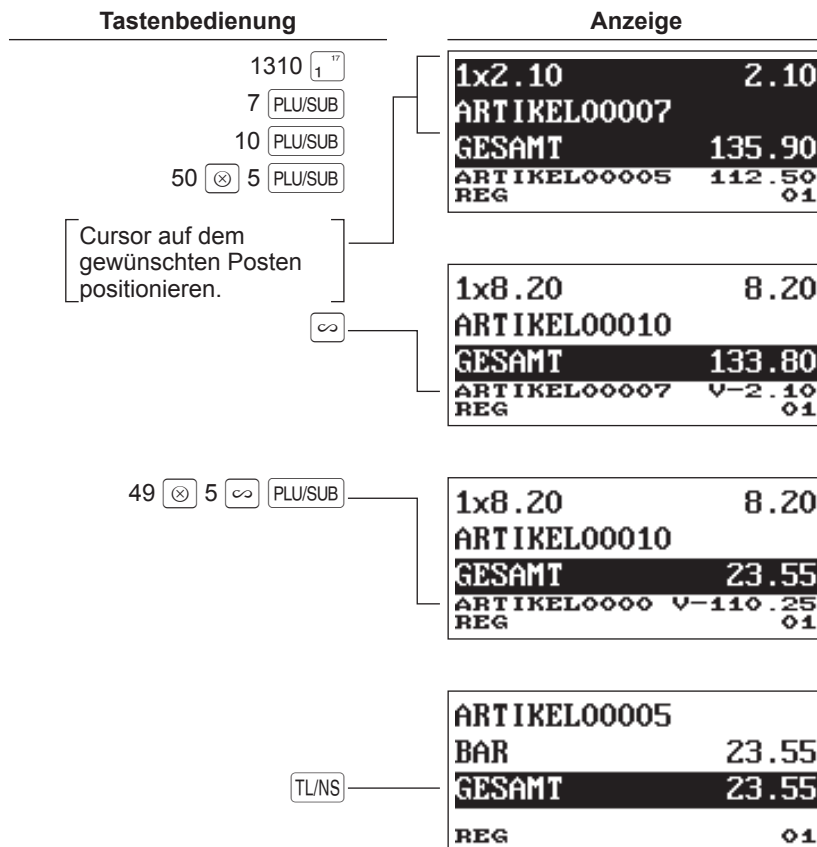 Tastenbedienung
Anzeige
1310 1 17
7 PLU/SUB
10 PLU/SUB
50 ⊗ 5 PLU/SUB
Cursor auf dem
gewünschten Posten
positionieren.
∾
1x2.10 2.10
ARTIKEL00007
GESAMT 135.90
ARTIKEL00005 112.50
REG 01
1x8.20 8.20
ARTIKEL00010
GESAMT 133.80
ARTIKEL00007 V-2.10
REG 01
49 ⊗ 5 ∾ PLU/SUB
1x8.20 8.20
ARTIKEL00010
GESAMT 23.55
ARTIKEL0000 V-110.25
REG 01
TL/NS
ARTIKEL00005
BAR 23.55
GESAMT 23.55
REG 01